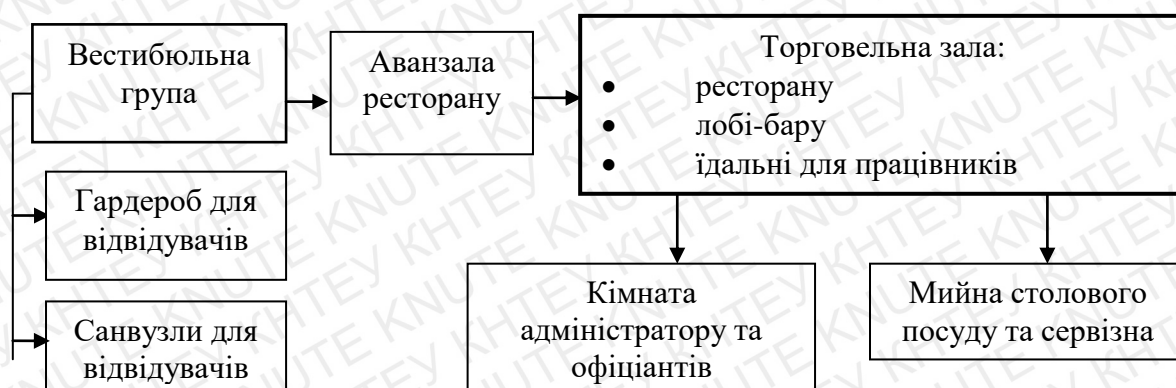 Вестибюльна
група
Аванзала
ресторану
Торговельна зала:
• ресторану
• лобі-бару
• їдальні для працівників
Гардероб для
відвідувачів
Санвузли для
відвідувачів
Кімната
адміністратору та
офіціантів
Мийна столового
посуду та сервізна